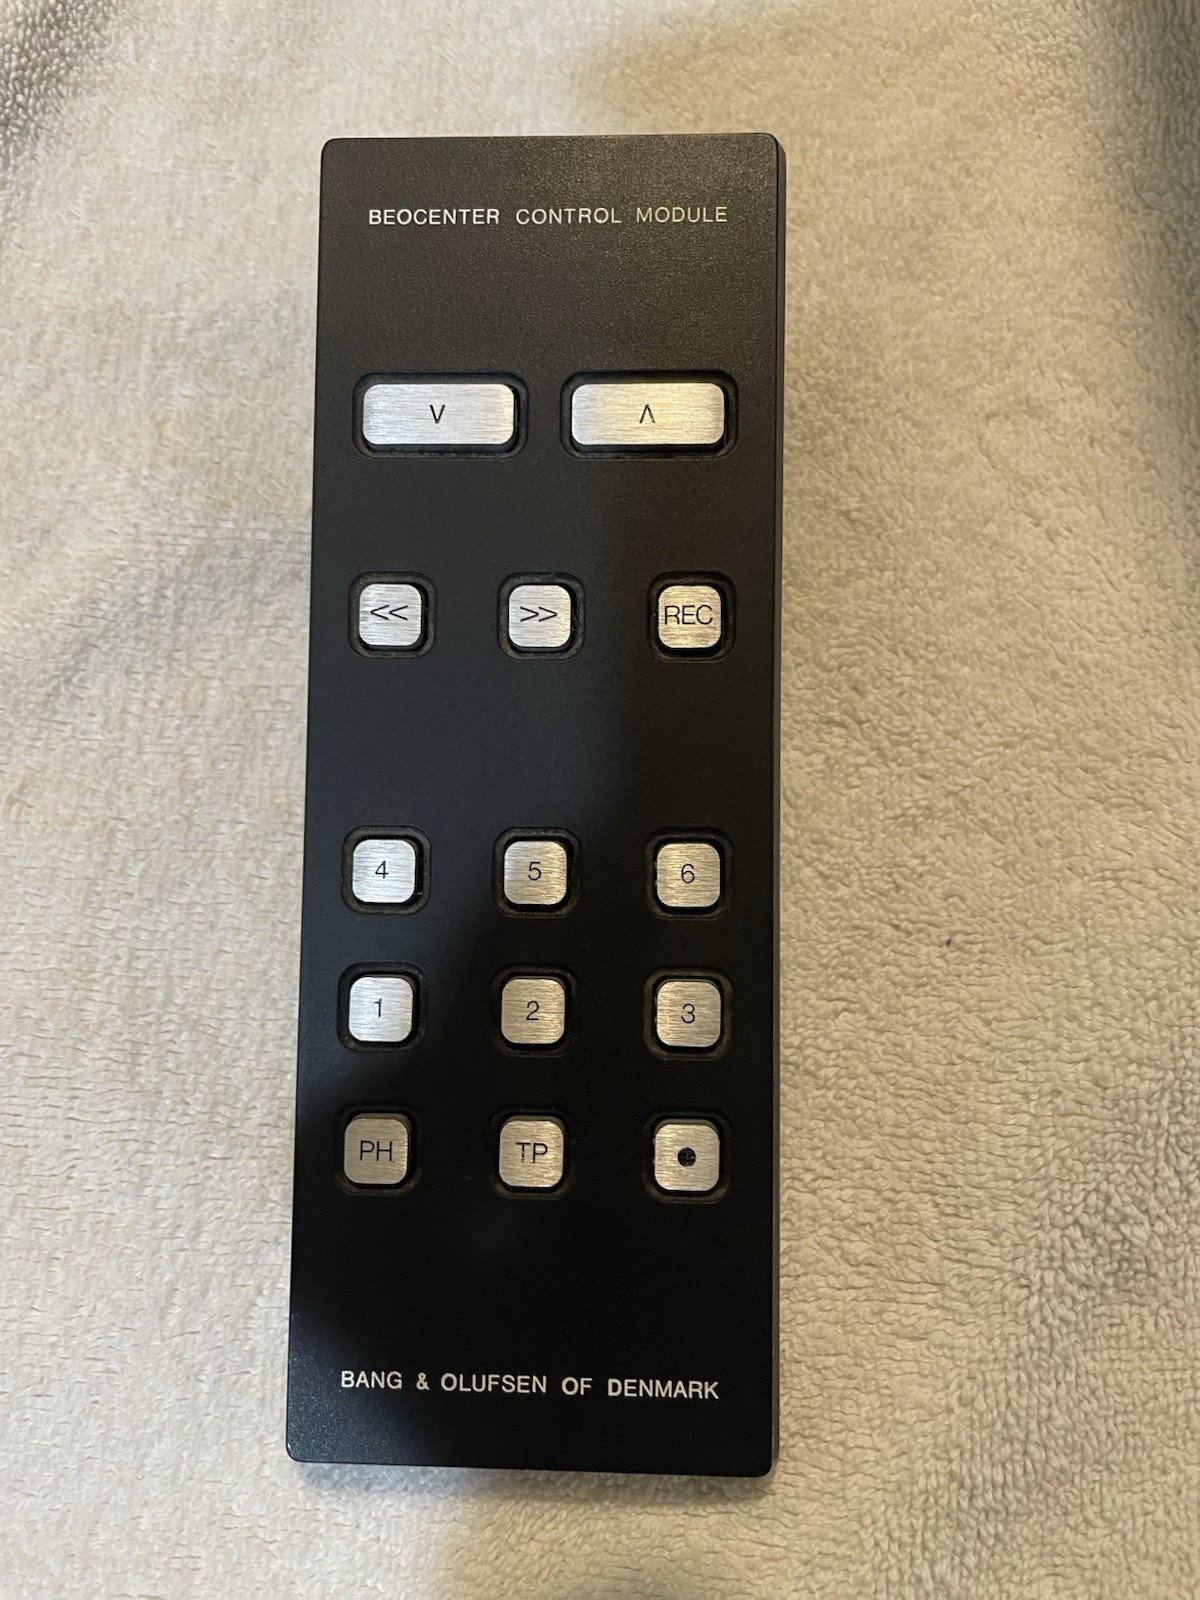 BEOCENTER CONTROL MODULE
V Λ
<< >> REC
4 5 6
1 2 3
PH TP ●
BANG & OLUFSEN OF DENMARK